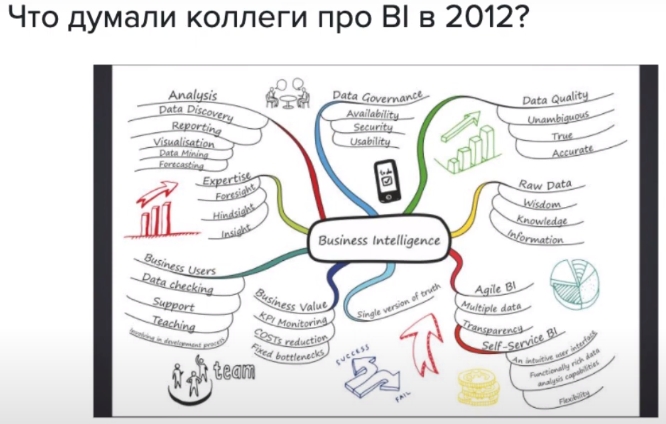 Что думали коллеги про BI в 2012?
Analysis
Data Discovery
Reporting
Visualisation
Data Mining
Forecasting
Expertise
Foresight
Hindsight
Insight
Business Users
Data checking
Support
Teaching
Involving in development process
team
Data Governance
Availability
Security
Usability
to do
Business Intelligence
Business Value
KPI Monitoring
COSTs reduction
Fixed bottlenecks
Single version of truth
SUCCESS
FAIL
Data Quality
Unambiguous
True
Accurate
Raw Data
Wisdom
Knowledge
Information
Agile BI
Multiple data
Transparency
Self-Service BI
An intuitive user interface
Functionally rich data
analysis capabilities
Flexibility